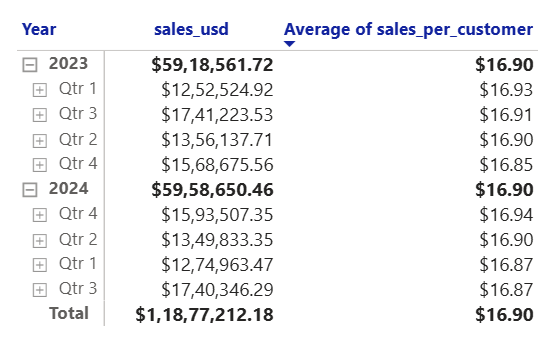 Year sales_usd Average of sales_per_customer
2023 $59,18,561.72 $16.90
Qtr 1 $12,52,524.92 $16.93
Qtr 3 $17,41,223.53 $16.91
Qtr 2 $13,56,137.71 $16.90
Qtr 4 $15,68,675.56 $16.85
2024 $59,58,650.46 $16.90
Qtr 4 $15,93,507.35 $16.94
Qtr 2 $13,49,833.35 $16.90
Qtr 1 $12,74,963.47 $16.87
Qtr 3 $17,40,346.29 $16.87
Total $1,18,77,212.18 $16.90